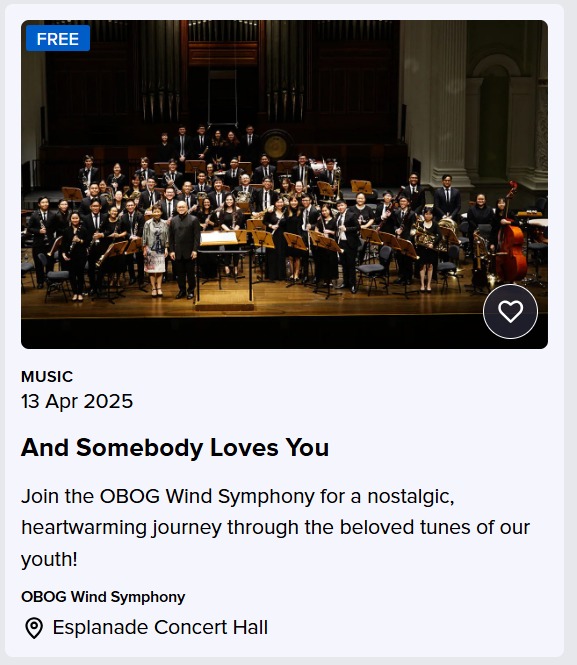 FREE
MUSIC
13 Apr 2025
And Somebody Loves You
Join the OBOG Wind Symphony for a nostalgic,
heartwarming journey through the beloved tunes of our
youth!
OBOG Wind Symphony
Esplanade Concert Hall